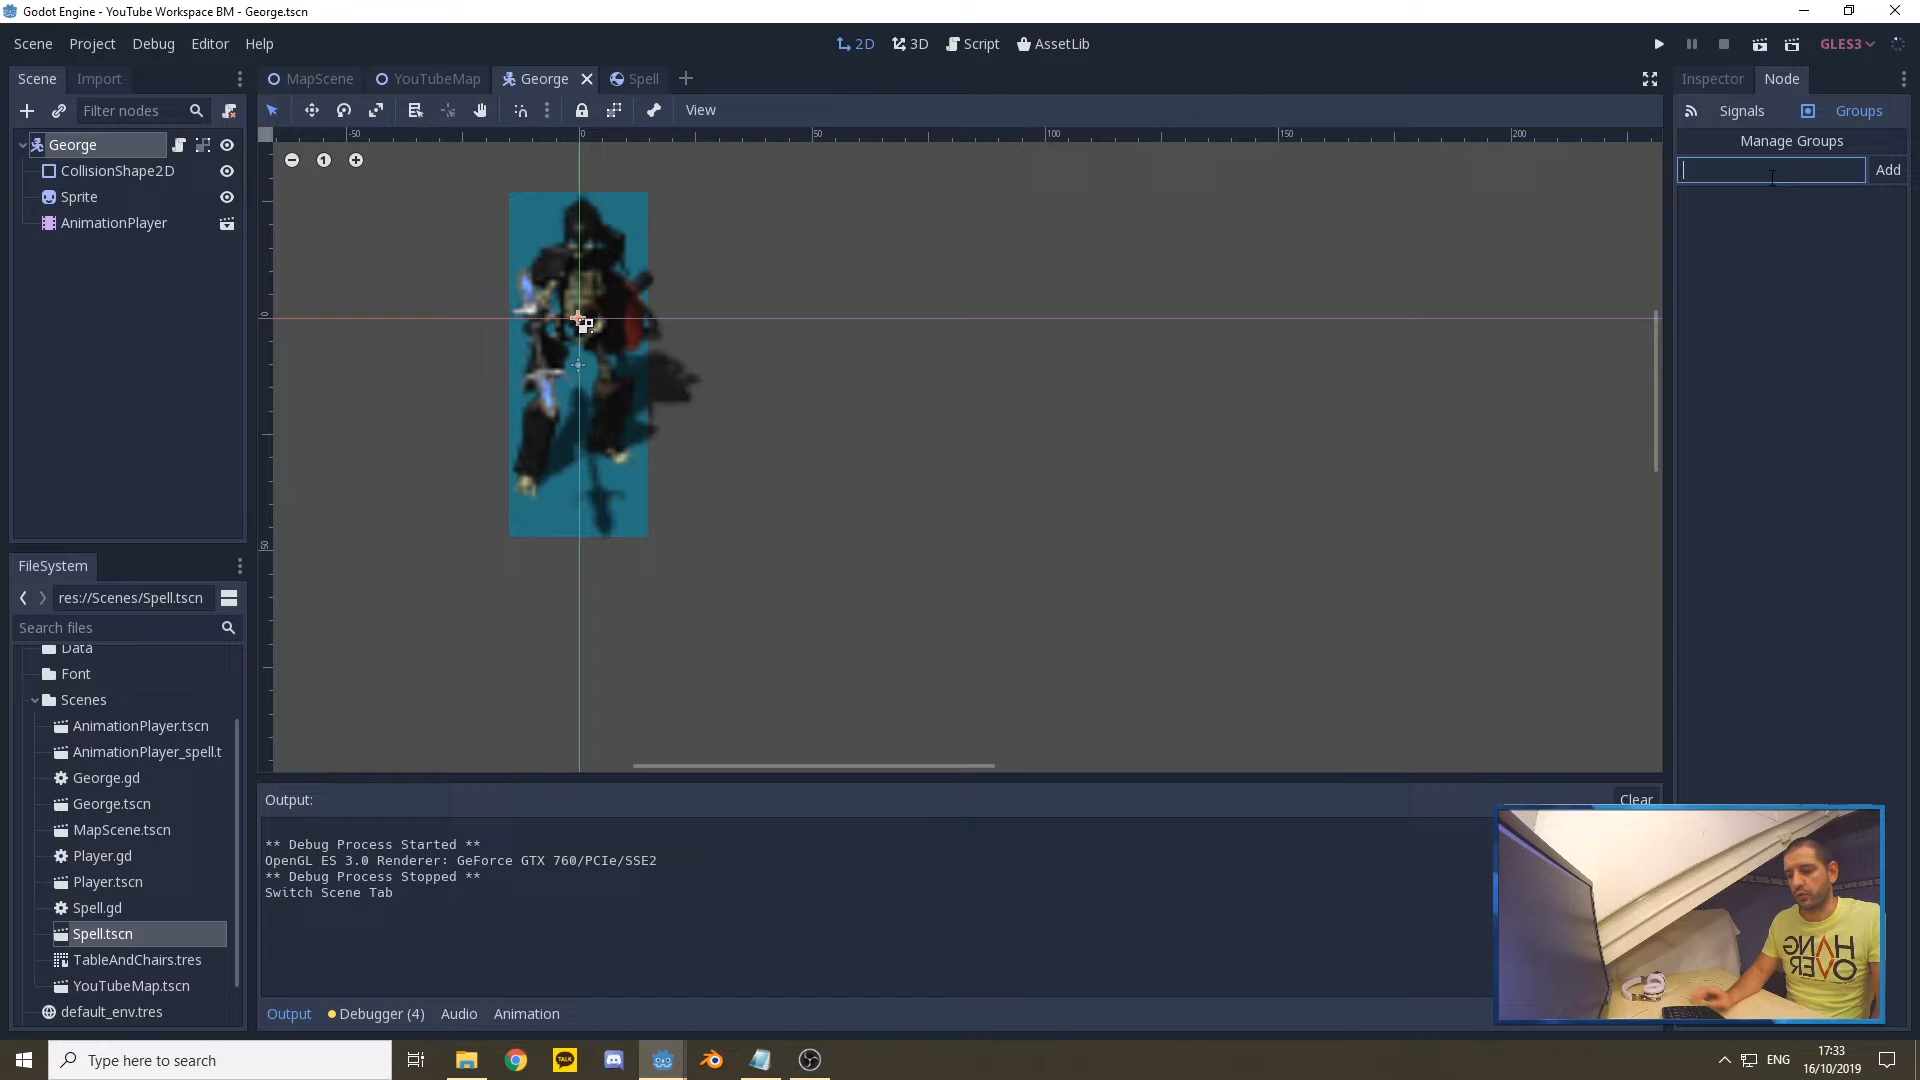 Godot Engine - YouTube Workspace BM - George.tscn
Scene Project Debug Editor Help
2D 3D Script AssetLib
GLES3
Scene Import
MapScene YouTubeMap George Spell
Inspector Node
Filter nodes
View
Signals Groups
Manage Groups
Add
George
CollisionShape2D
Sprite
AnimationPlayer
-50 0 50 100 150 200
0
50
FileSystem
res://Scenes/Spell.tscn
Search files
Data
Font
Scenes
AnimationPlayer.tscn
AnimationPlayer_spell.t
George.gd
George.tscn
MapScene.tscn
Player.gd
Player.tscn
Spell.gd
Spell.tscn
TableAndChairs.tres
YouTubeMap.tscn
default_env.tres
Output:
Clear
** Debug Process Started **
OpenGL ES 3.0 Renderer: GeForce GTX 760/PCIe/SSE2
** Debug Process Stopped **
Switch Scene Tab
Output Debugger (4) Audio Animation
HANG
OVER
Type here to search
TALK
ENG
17:33
16/10/2019